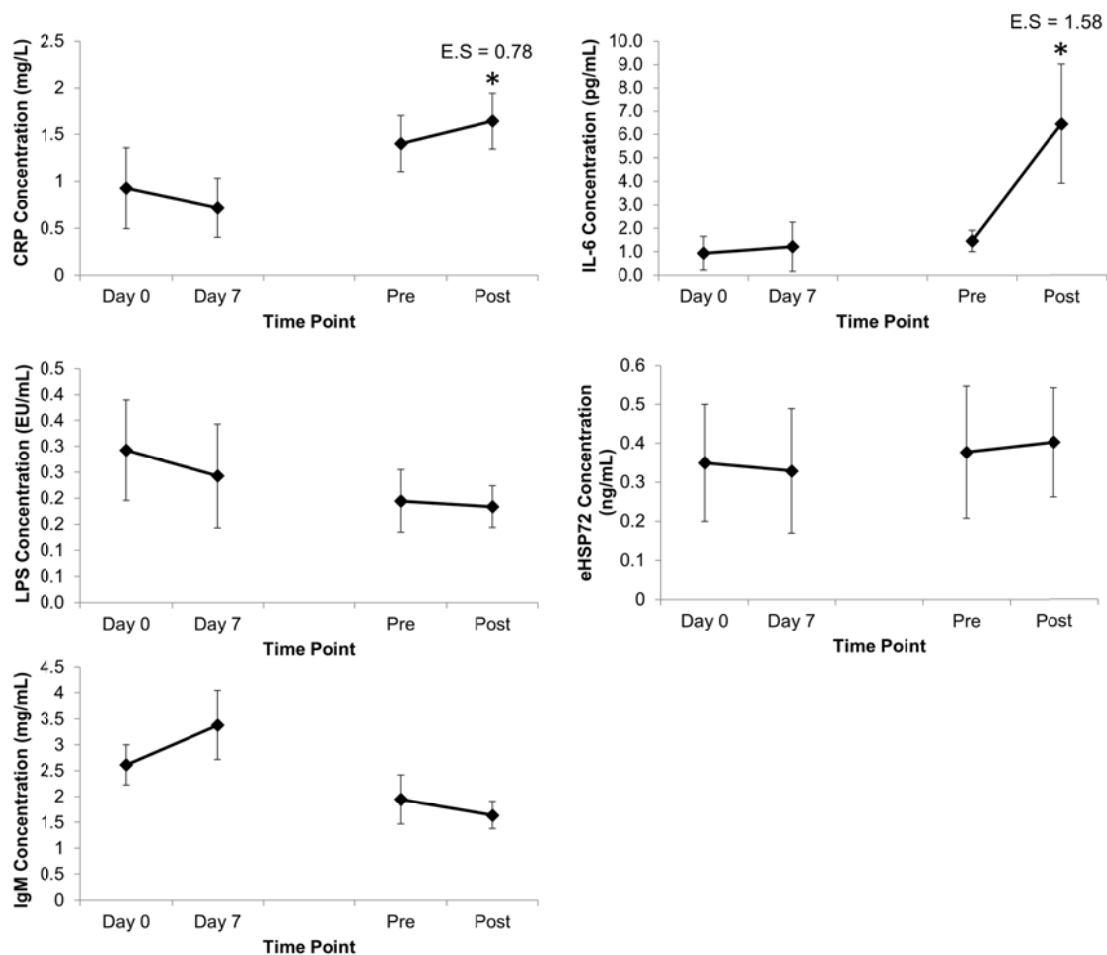 E.S = 0.78
CRP Concentration (mg/L)
2.5
2
1.5
1
0.5
0
Day 0 Day 7 Pre Post
Time Point
E.S = 1.58
IL-6 Concentration (pg/mL)
10.0
9.0
8.0
7.0
6.0
5.0
4.0
3.0
2.0
1.0
0.0
Day 0 Day 7 Pre Post
Time Point
LPS Concentration (EU/mL)
0.5
0.4
0.4
0.3
0.3
0.2
0.2
0.1
0.1
0.0
Day 0 Day 7 Pre Post
Time Point
eHSP72 Concentration
(ng/mL)
0.6
0.5
0.4
0.3
0.2
0.1
0
Day 0 Day 7 Pre Post
Time Point
IgM Concentration (mg/mL)
4.5
4
3.5
3
2.5
2
1.5
1
0.5
0
Day 0 Day 7 Pre Post
Time Point